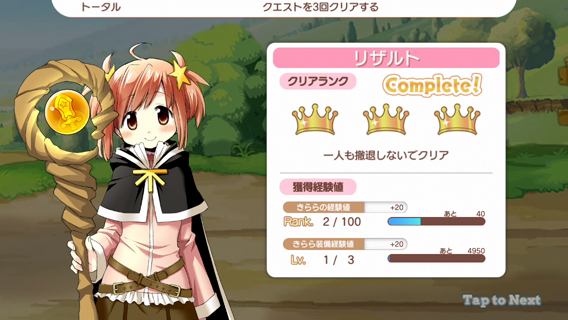 トータル
クエストを3回クリアする
リザルト
クリアランク
Complete!
一人も撤退しないでクリア
獲得経験値
きららの経験値 +20
Rank. 2 / 100 あと 40
きらら装備経験値 +20
Lv. 1 / 3 あと 4950
Tap to Next